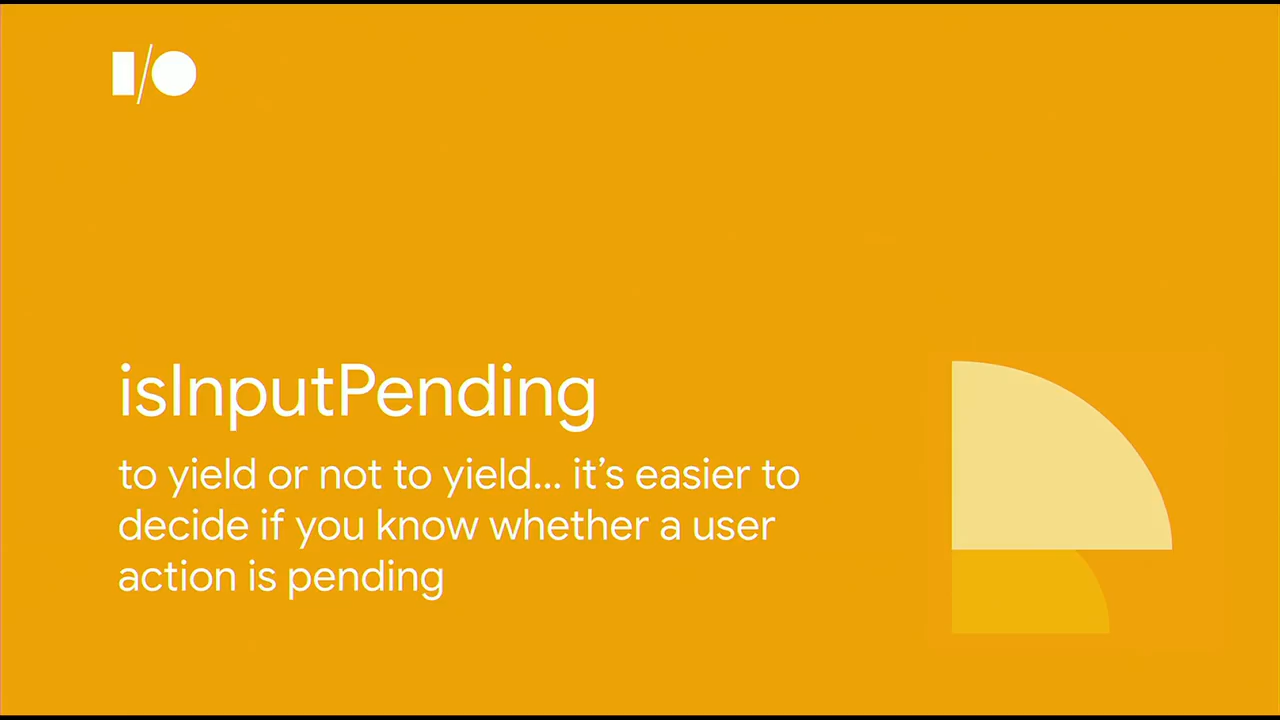 I/O
isInputPending
to yield or not to yield... it’s easier to
decide if you know whether a user
action is pending